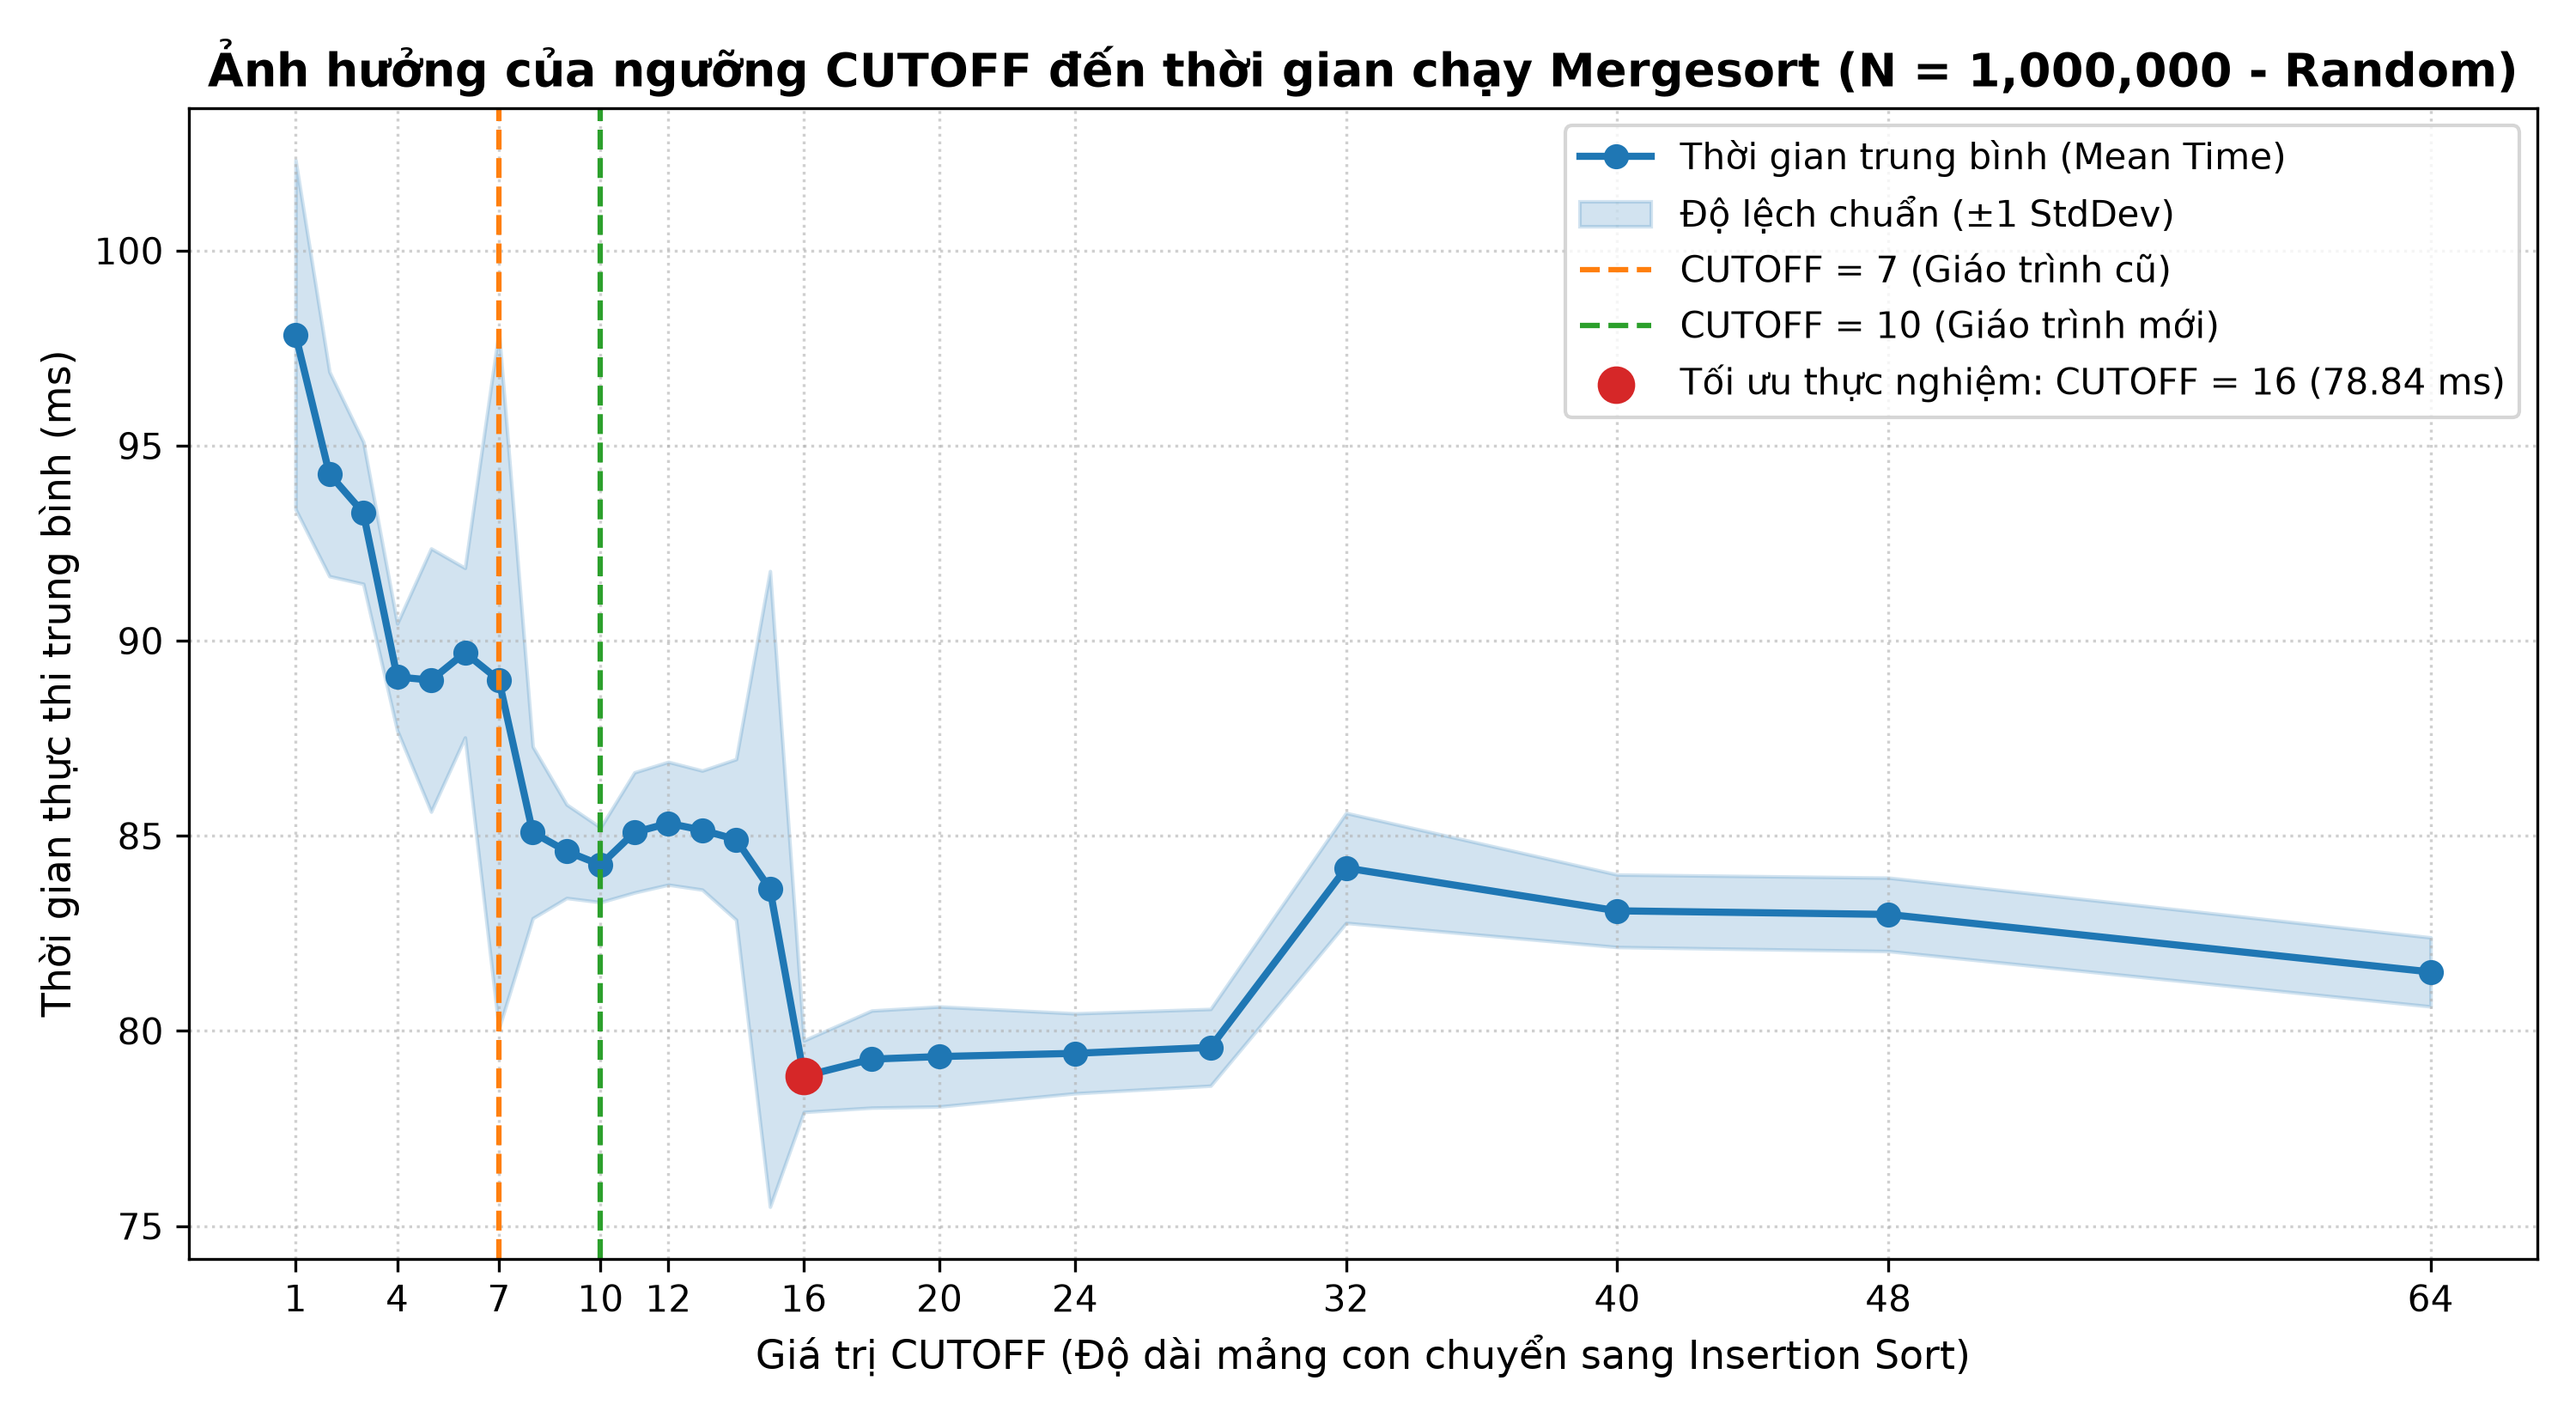 Ảnh hưởng của ngưỡng CUTOFF đến thời gian chạy Mergesort (N = 1,000,000 - Random)
Thời gian trung bình (Mean Time)
Độ lệch chuẩn (±1 StdDev)
CUTOFF = 7 (Giáo trình cũ)
CUTOFF = 10 (Giáo trình mới)
Tối ưu thực nghiệm: CUTOFF = 16 (78.84 ms)
Thời gian thực thi trung bình (ms)
100
95
90
85
80
75
1 4 7 10 12 16 20 24 32 40 48 64
Giá trị CUTOFF (Độ dài mảng con chuyển sang Insertion Sort)